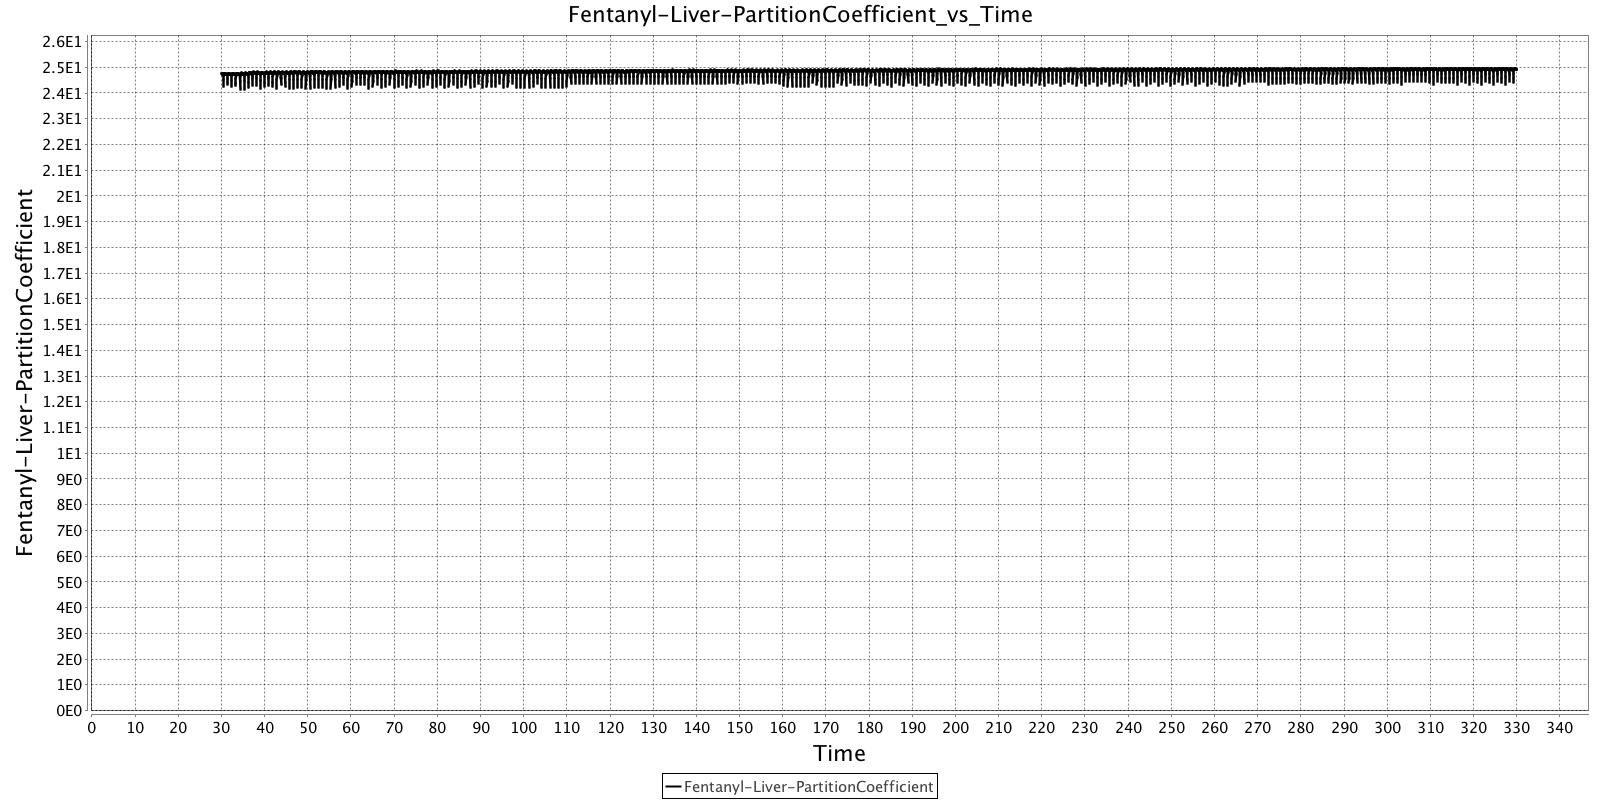 Fentanyl-Liver-PartitionCoefficient_vs_Time
Fentanyl-Liver-PartitionCoefficient
2.6E1
2.5E1
2.4E1
2.3E1
2.2E1
2.1E1
2E1
1.9E1
1.8E1
1.7E1
1.6E1
1.5E1
1.4E1
1.3E1
1.2E1
1.1E1
1E1
9E0
8E0
7E0
6E0
5E0
4E0
3E0
2E0
1E0
0E0
0 10 20 30 40 50 60 70 80 90 100 110 120 130 140 150 160 170 180 190 200 210 220 230 240 250 260 270 280 290 300 310 320 330 340
Time
Fentanyl-Liver-PartitionCoefficient